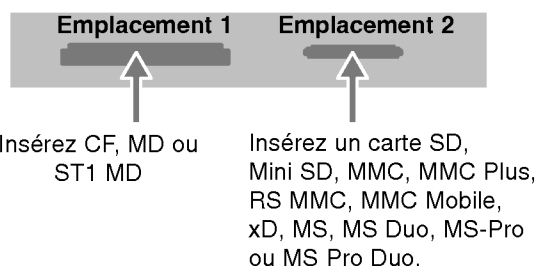 Emplacement 1 Emplacement 2
Insérez CF, MD ou
ST1 MD
Insérez un carte SD,
Mini SD, MMC, MMC Plus,
RS MMC, MMC Mobile,
xD, MS, MS Duo, MS-Pro
ou MS Pro Duo.